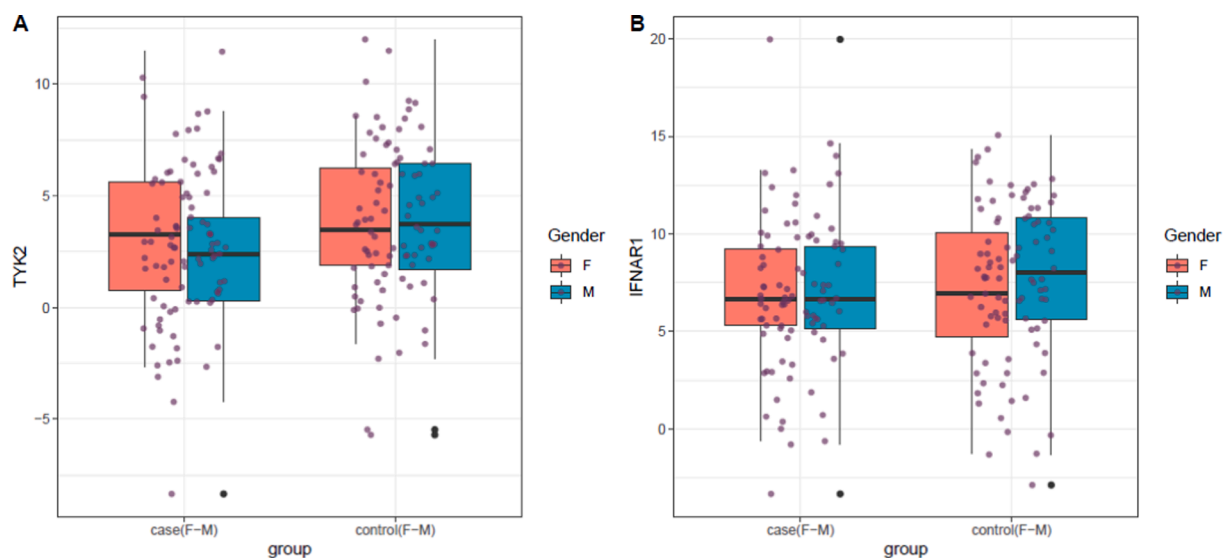 A
TYK2
10
5
0
−5
case(F−M)
control(F−M)
group
Gender
F
M
B
IFNAR1
20
15
10
5
0
case(F−M)
control(F−M)
group
Gender
F
M